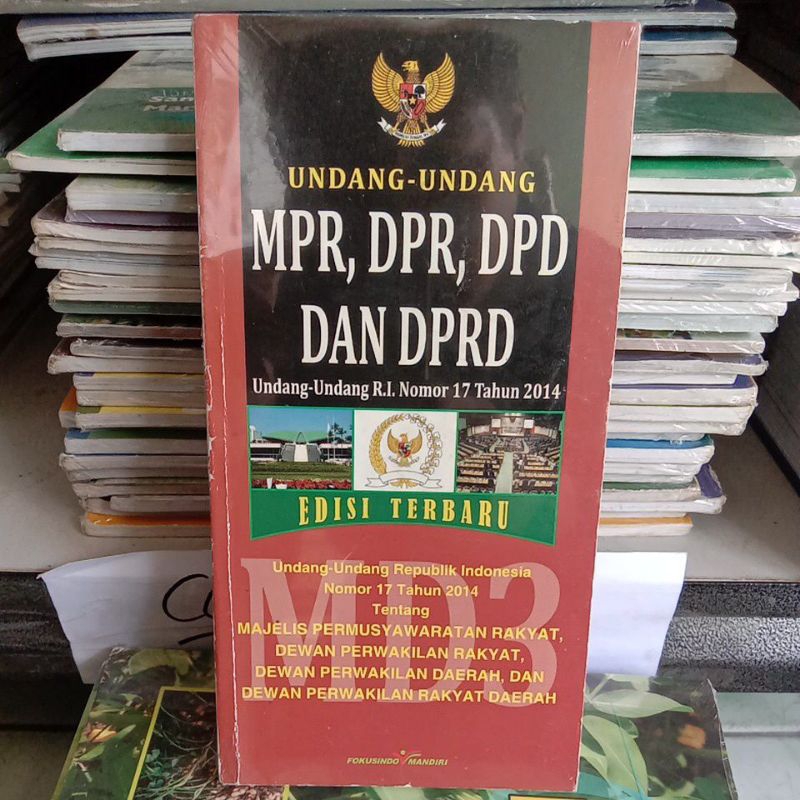 UNDANG-UNDANG
MPR, DPR, DPD
DAN DPRD
Undang-Undang R.I. Nomor 17 Tahun 2014
EDISI TERBARU
MD3
Undang-Undang Republik Indonesia
Nomor 17 Tahun 2014
Tentang
MAJELIS PERMUSYAWARATAN RAKYAT,
DEWAN PERWAKILAN RAKYAT,
DEWAN PERWAKILAN DAERAH, DAN
DEWAN PERWAKILAN RAKYAT DAERAH
FOKUSINDO MANDIRI